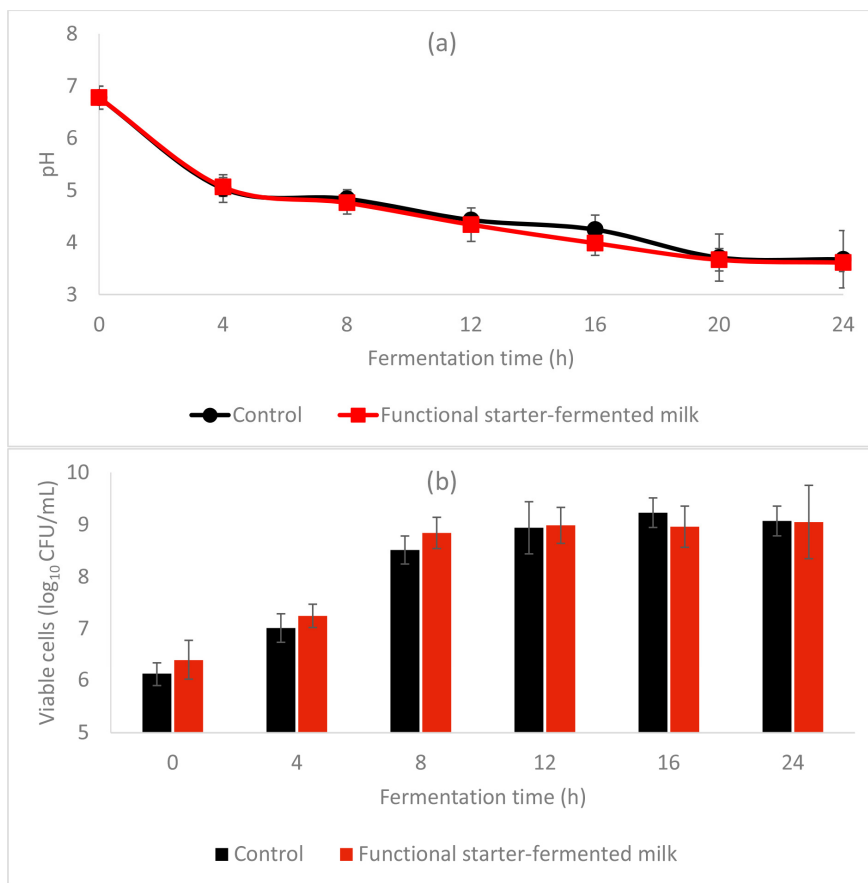 (a)
8
7
6
5
4
3
pH
0 4 8 12 16 20 24
Fermentation time (h)
Control Functional starter-fermented milk
(b)
10
9
8
7
6
5
Viable cells (log₁₀ CFU/mL)
0 4 8 12 16 24
Fermentation time (h)
Control Functional starter-fermented milk